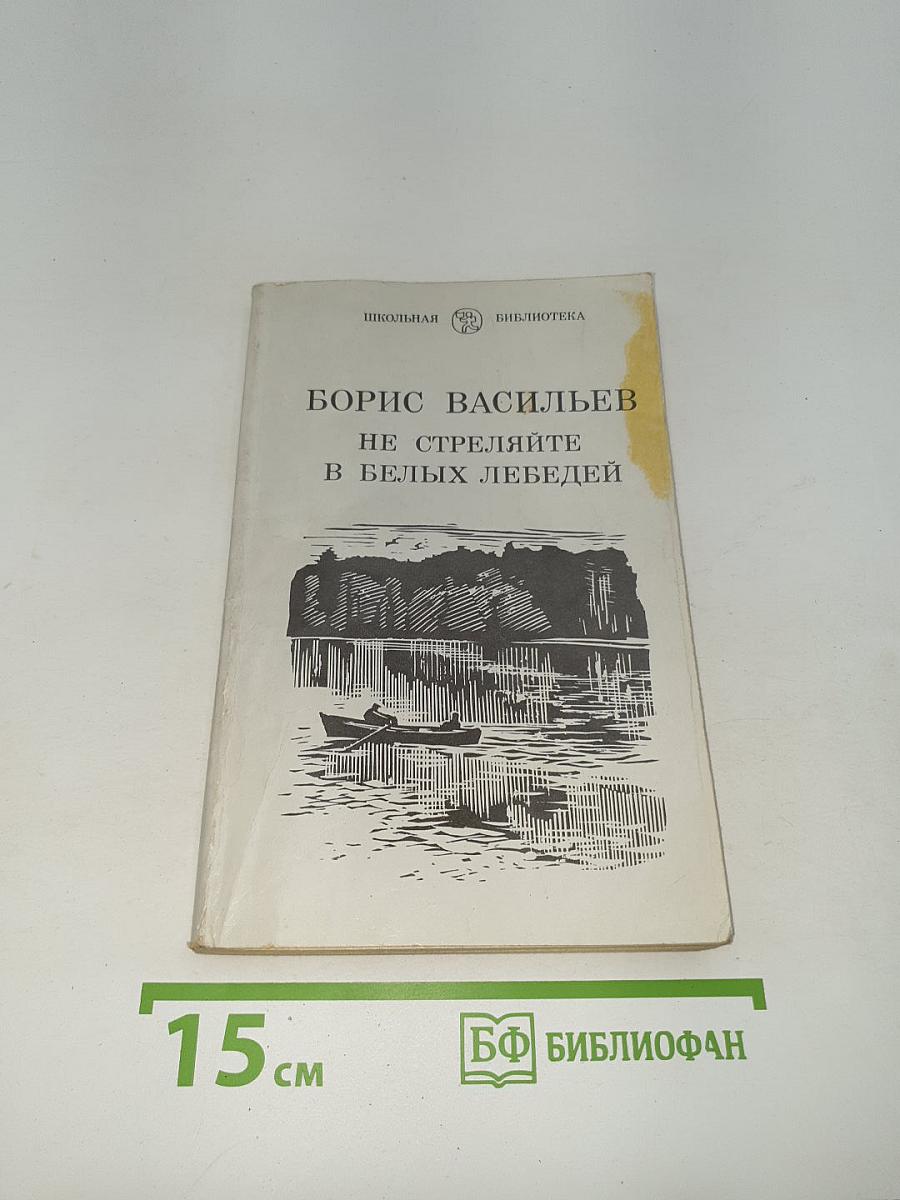 ШКОЛЬНАЯ БИБЛИОТЕКА
БОРИС ВАСИЛЬЕВ
НЕ СТРЕЛЯЙТЕ
В БЕЛЫХ ЛЕБЕДЕЙ
15 см
БФ БИБЛИОФАН